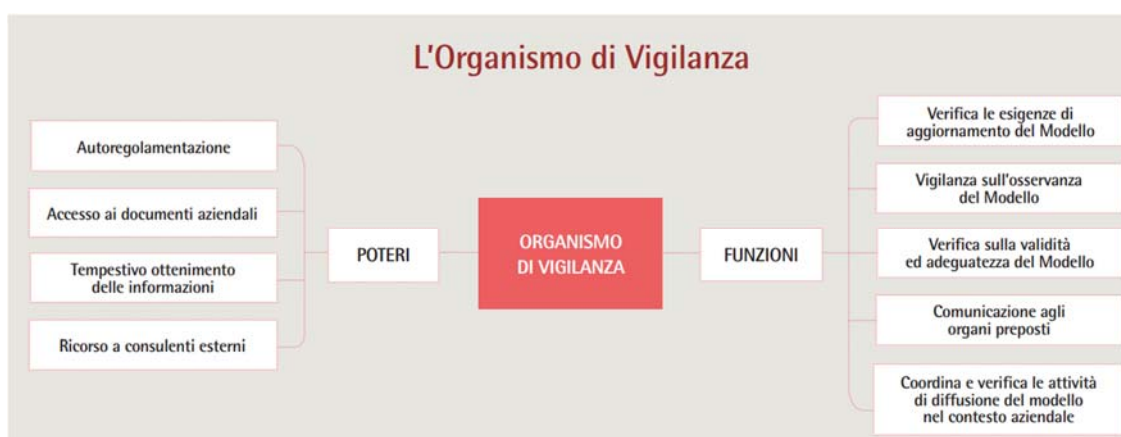 L'Organismo di Vigilanza
Autoregolamentazione
Accesso ai documenti aziendali
Tempestivo ottenimento
delle informazioni
Ricorso a consulenti esterni
POTERI
ORGANISMO
DI VIGILANZA
FUNZIONI
Verifica le esigenze di
aggiornamento del Modello
Vigilanza sull'osservanza
del Modello
Verifica sulla validità
ed adeguatezza del Modello
Comunicazione agli
organi preposti
Coordina e verifica le attività
di diffusione del modello
nel contesto aziendale